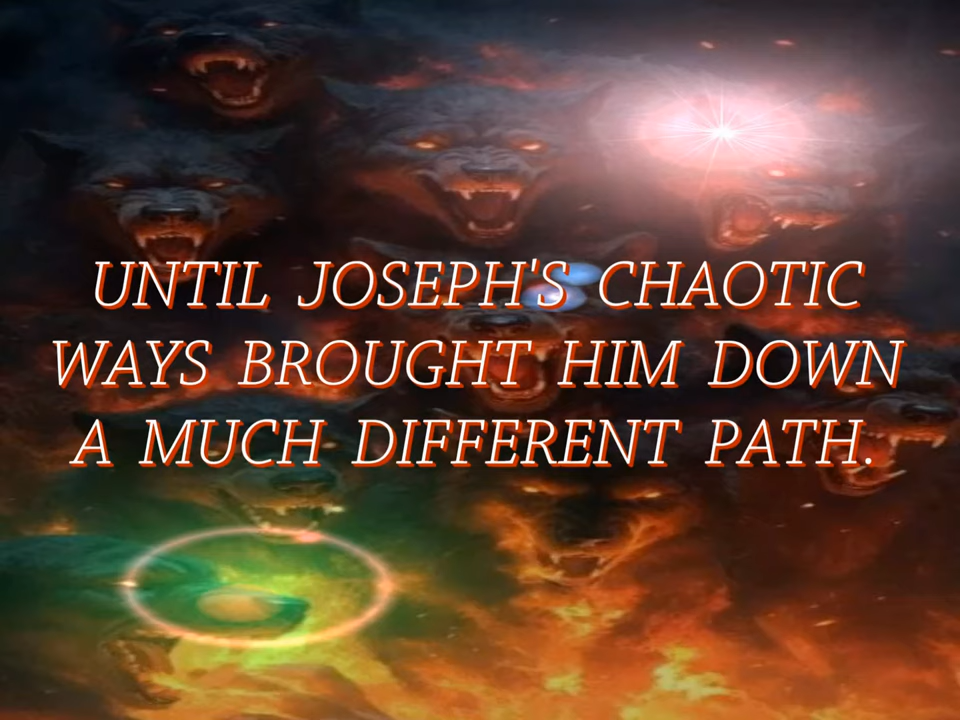 UNTIL JOSEPH'S CHAOTIC
WAYS BROUGHT HIM DOWN
A MUCH DIFFERENT PATH.